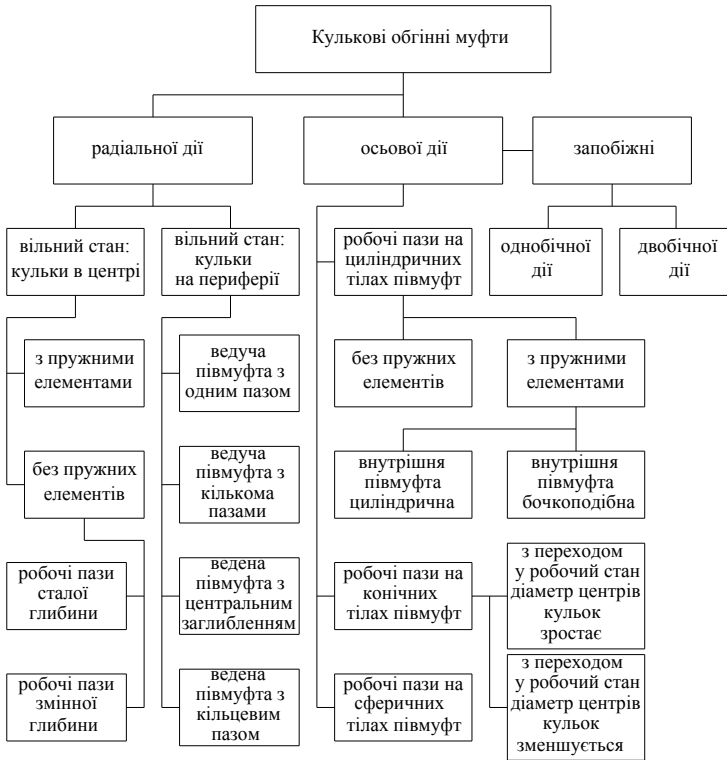 Кулькові обгінні муфти
радіальної дії
осьової дії
запобіжні
вільний стан:
кульки в центрі
вільний стан:
кульки
на периферії
робочі пази на
циліндричних
тілах півмуфт
однобічної
дії
двобічної
дії
з пружними
елементами
ведуча
півмуфта з
одним пазом
без пружних
елементів
з пружними
елементами
без пружних
елементів
ведуча
півмуфта з
кількома
пазами
внутрішня
півмуфта
циліндрична
внутрішня
півмуфта
бочкоподібна
робочі пази
сталої
глибини
ведена
півмуфта з
центральним
заглибленням
робочі пази на
конічних
тілах півмуфт
з переходом
у робочий стан
діаметр центрів
кульок
зростає
робочі пази
змінної
глибини
ведена
півмуфта з
кільцевим
пазом
робочі пази на
сферичних
тілах півмуфт
з переходом
у робочий стан
діаметр центрів
кульок
зменшується